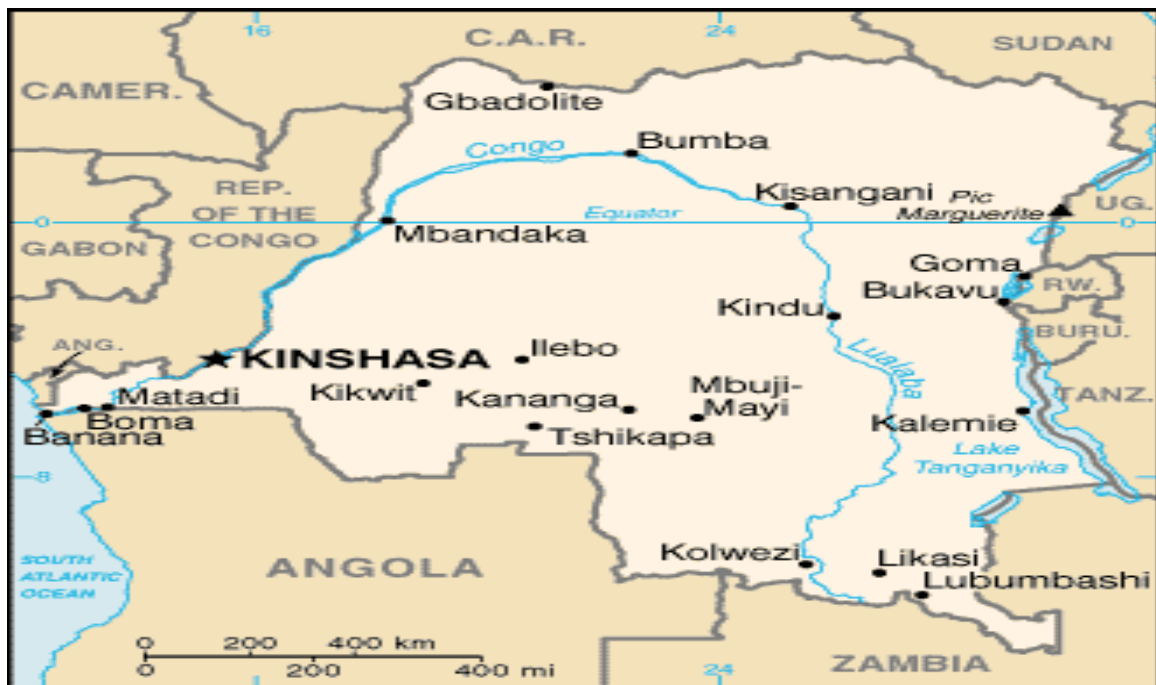 16
24
C.A.R.
SUDAN
CAMER.
Gbadolite
Congo
Bumba
REP.
OF THE
CONGO
Kisangani
Pic
Marguerite
UG.
0
Equator
0
GABON
Mbandaka
Goma
RW.
Bukavu
Kindu
BURU.
ANG.
KINSHASA
Ilebo
Lualaba
Kikwit
Kananga
Mbuji-
Mayi
TANZ.
Matadi
Boma
Banana
Tshikapa
Kalemie
Lake
Tanganyika
8
SOUTH
ATLANTIC
OCEAN
ANGOLA
Kolwezi
Likasi
Lubumbashi
0 200 400 km
0 200 400 mi
24
ZAMBIA